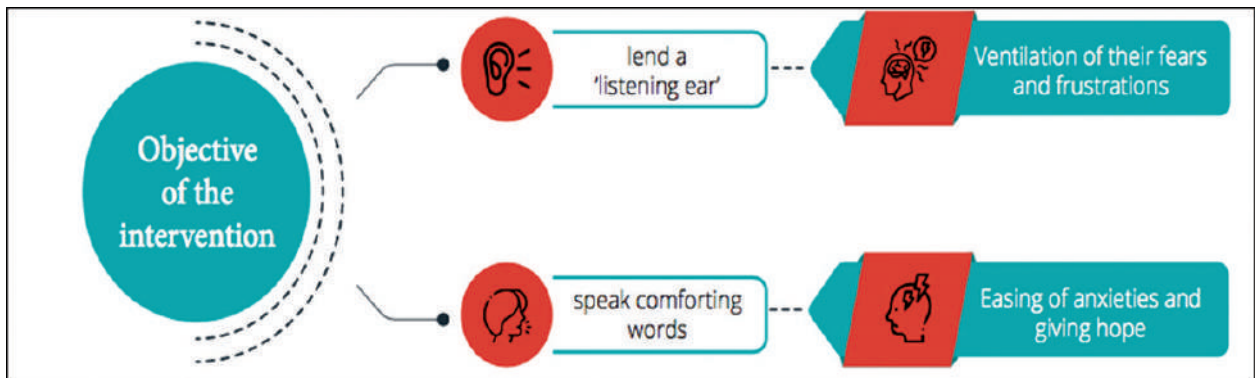 Objective
of the
intervention
lend a
'listening ear'
Ventilation of their fears
and frustrations
speak comforting
words
Easing of anxieties and
giving hope